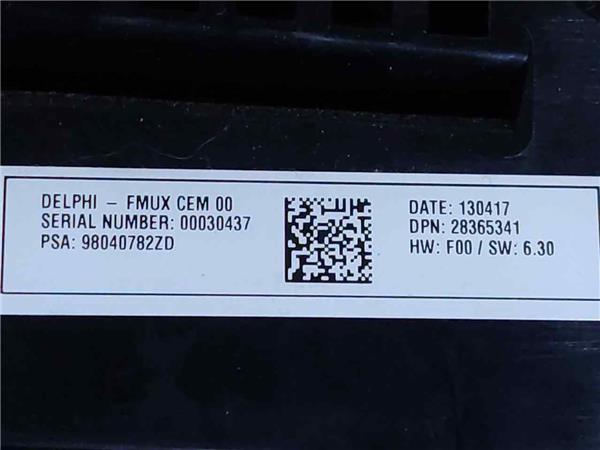 DELPHI – FMUX CEM 00
SERIAL NUMBER: 00030437
PSA: 98040782ZD
DATE: 130417
DPN: 28365341
HW: F00 / SW: 6.30